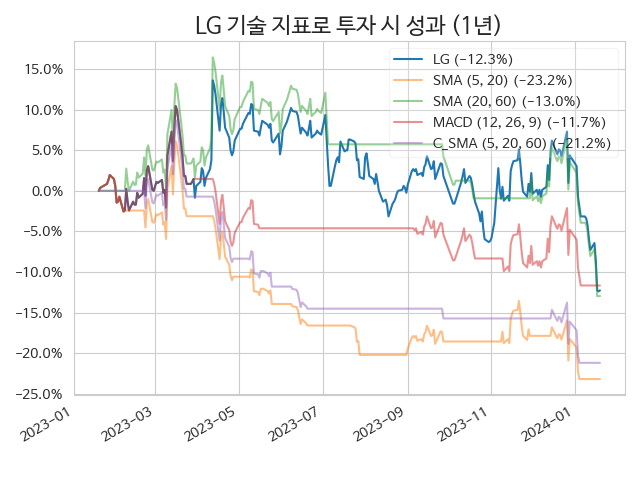 LG 기술 지표로 투자 시 성과 (1년)
LG (−12.3%)
SMA (5, 20) (−23.2%)
SMA (20, 60) (−13.0%)
MACD (12, 26, 9) (−11.7%)
C_SMA (5, 20, 60) (−21.2%)
15.0%
10.0%
5.0%
0.0%
−5.0%
−10.0%
−15.0%
−20.0%
−25.0%
2023−01
2023−03
2023−05
2023−07
2023−09
2023−11
2024−01